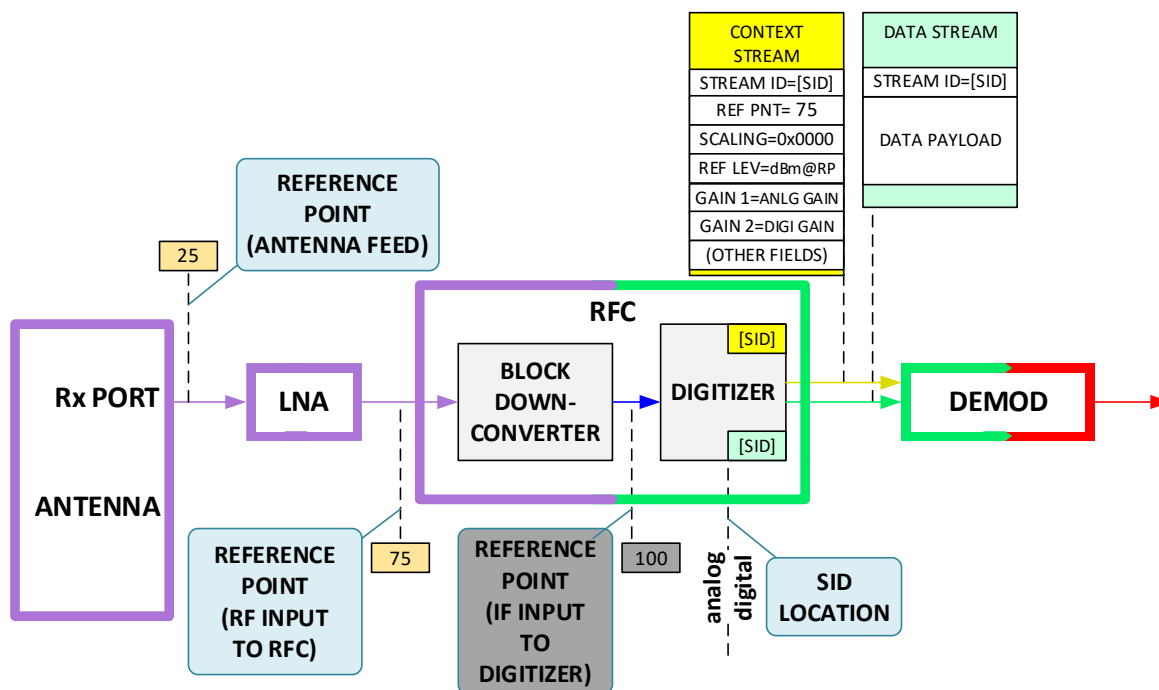 CONTEXT
STREAM
STREAM ID=[SID]
REF PNT= 75
SCALING=0x0000
REF LEV=dBm@RP
GAIN 1=ANLG GAIN
GAIN 2=DIGI GAIN
(OTHER FIELDS)
DATA STREAM
STREAM ID=[SID]
DATA PAYLOAD
REFERENCE
POINT
(ANTENNA FEED)
25
Rx PORT
ANTENNA
LNA
RFC
BLOCK
DOWN-
CONVERTER
DIGITIZER
[SID]
[SID]
DEMOD
REFERENCE
POINT
(RF INPUT
TO RFC)
75
REFERENCE
POINT
(IF INPUT
TO
DIGITIZER)
100
analog
digital
SID
LOCATION